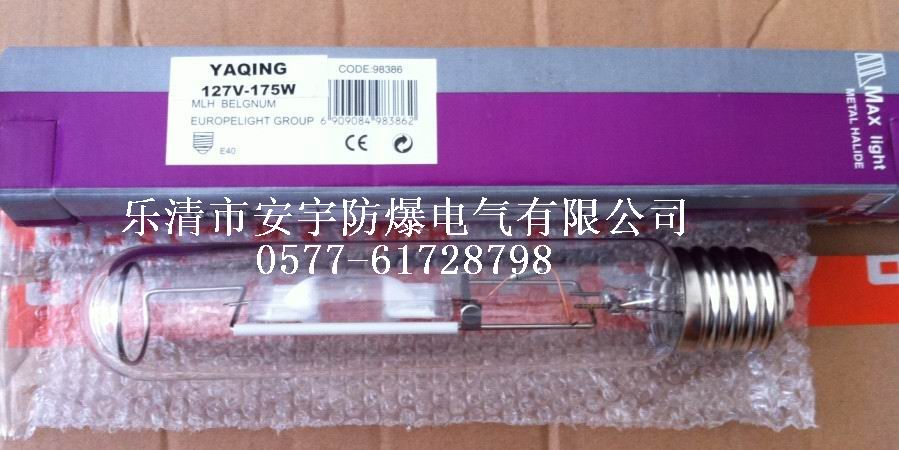 YAQING
127V-175W
MLH BELGNUM
EUROPELIGHT GROUP
E40
CODE:98386
6 909084 983862
CE
MAX light
METAL HALIDE
乐清市安宇防爆电气有限公司
0577-61728798